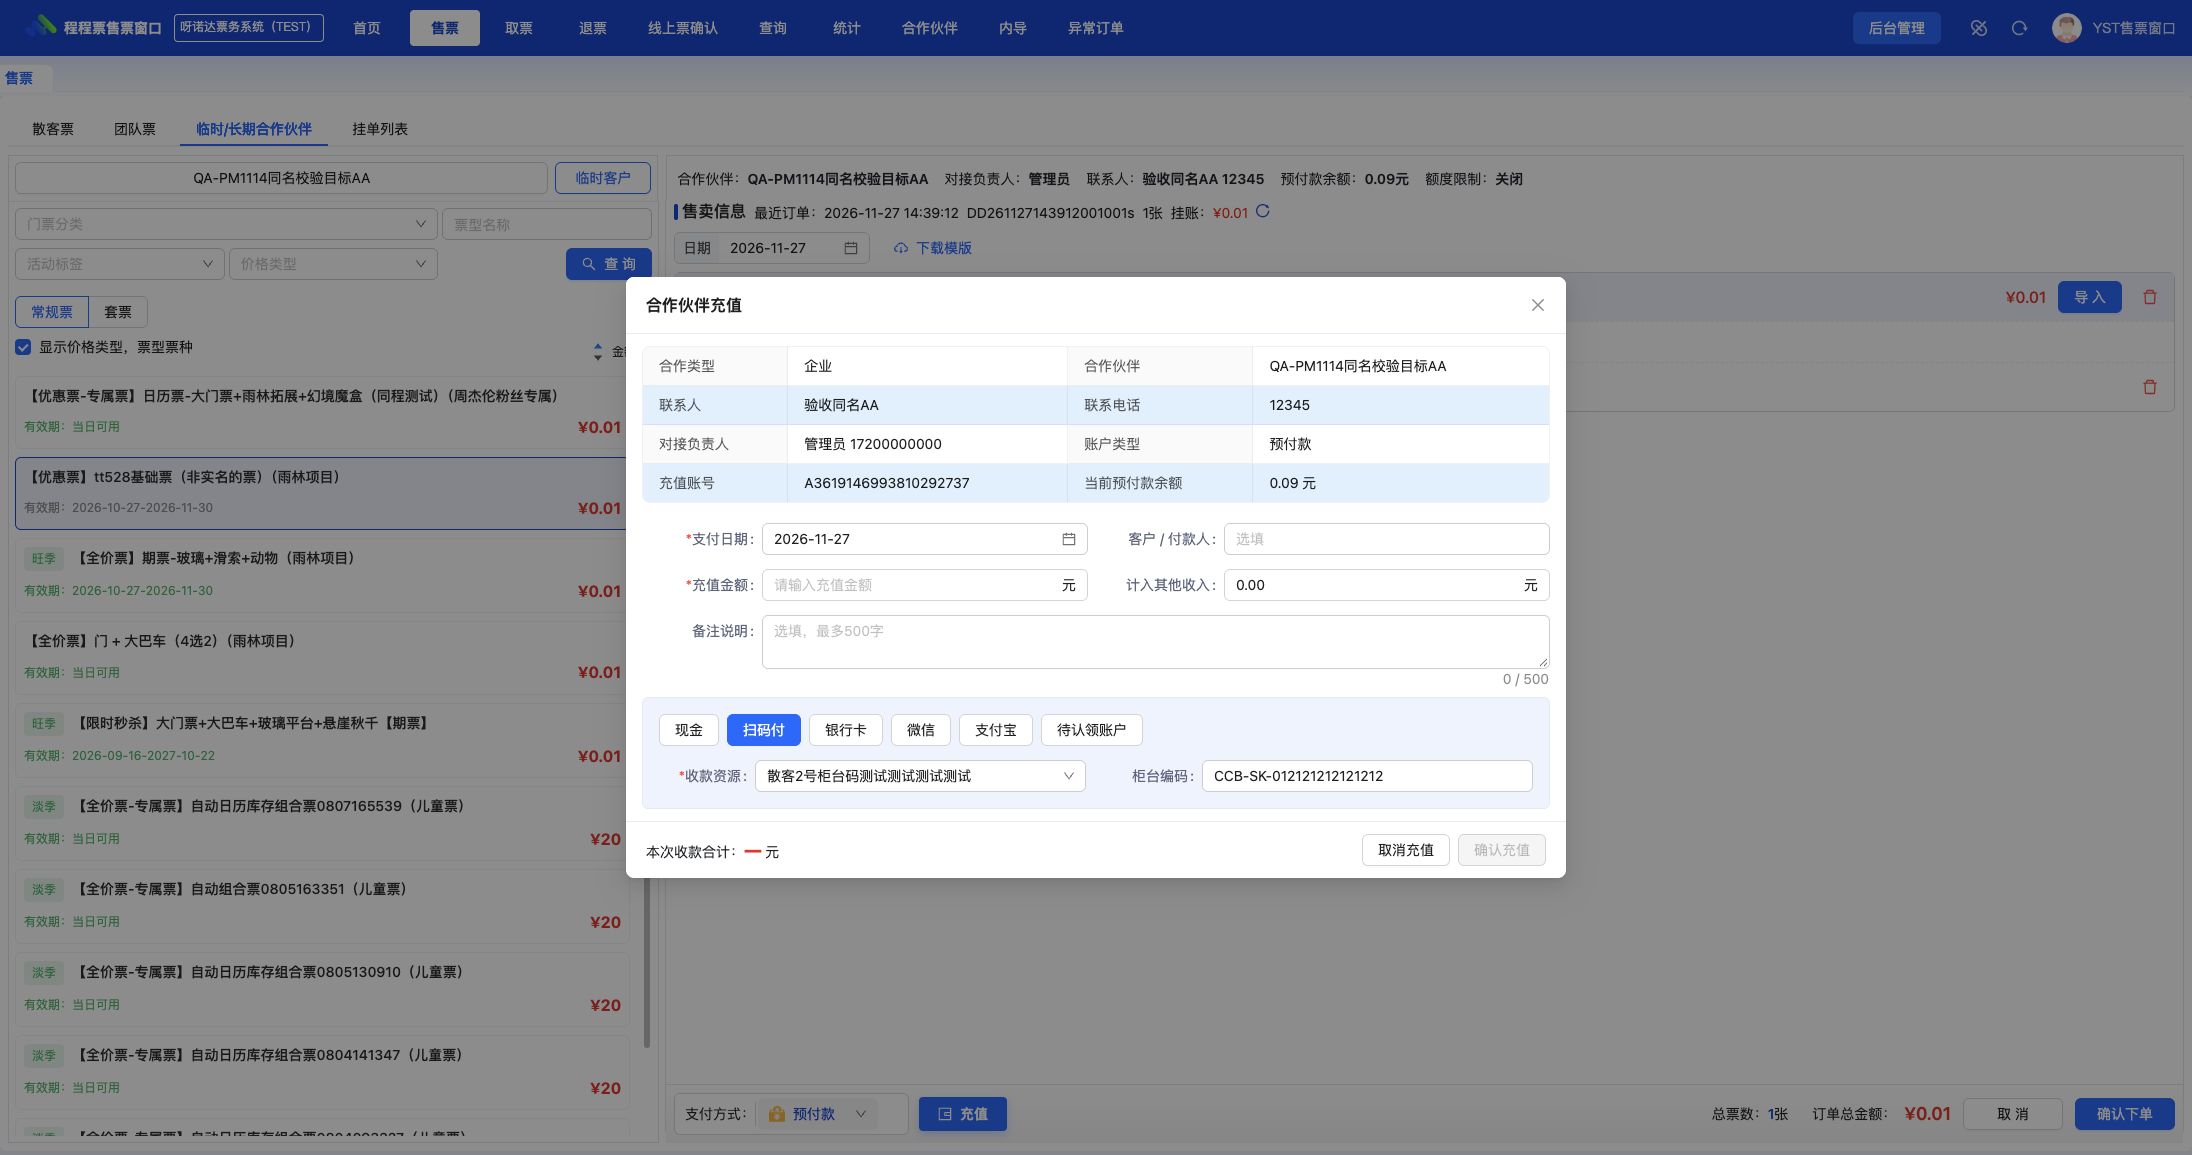 程程票售票窗口 呀诺达票务系统（TEST） 首页 售票 取票 退票 线上票确认 查询 统计 合作伙伴 内导 异常订单 后台管理 YST售票窗口
售票
散客票 团队票 临时/长期合作伙伴 挂单列表
QA-PM1114同名校验目标AA 临时客户
合作伙伴：QA-PM1114同名校验目标AA 对接负责人：管理员 联系人：验收同名AA 12345 预付款余额：0.09元 额度限制：关闭
售卖信息 最近订单：2026-11-27 14:39:12 DD261127143912001001s 1张 挂账：¥0.01
门票分类 票型名称
日期 2026-11-27 下载模版
活动标签 价格类型 查 询
¥0.01 导 入
常规票 套票
显示价格类型，票型票种
【优惠票-专属票】日历票-大门票+雨林拓展+幻境魔盒（同程测试）（周杰伦粉丝专属）
有效期：当日可用 ¥0.01
【优惠票】tt528基础票（非实名的票）（雨林项目）
有效期：2026-10-27-2026-11-30 ¥0.01
旺季 【全价票】期票-玻璃+滑索+动物（雨林项目）
有效期：2026-10-27-2026-11-30 ¥0.01
【全价票】门 + 大巴车（4选2）（雨林项目）
有效期：当日可用 ¥0.01
旺季 【限时秒杀】大门票+大巴车+玻璃平台+悬崖秋千【期票】
有效期：2026-09-16-2027-10-22 ¥0.01
淡季 【全价票-专属票】自动日历库存组合票0807165539（儿童票）
有效期：当日可用 ¥20
淡季 【全价票-专属票】自动组合票0805163351（儿童票）
有效期：当日可用 ¥20
淡季 【全价票-专属票】自动日历库存组合票0805130910（儿童票）
有效期：当日可用 ¥20
淡季 【全价票-专属票】自动日历库存组合票0804141347（儿童票）
有效期：当日可用 ¥20
合作伙伴充值
合作类型 企业 合作伙伴 QA-PM1114同名校验目标AA
联系人 验收同名AA 联系电话 12345
对接负责人 管理员 17200000000 账户类型 预付款
充值账号 A3619146993810292737 当前预付款余额 0.09 元
*支付日期： 2026-11-27 客户 / 付款人： 选填
*充值金额： 请输入充值金额 元 计入其他收入： 0.00 元
备注说明： 选填，最多500字
0 / 500
现金 扫码付 银行卡 微信 支付宝 待认领账户
*收款资源： 散客2号柜台码测试测试测试测试 柜台编码： CCB-SK-012121212121212
本次收款合计： 元 取消充值 确认充值
支付方式： 预付款 充值 总票数：1张 订单总金额：¥0.01 取 消 确认下单